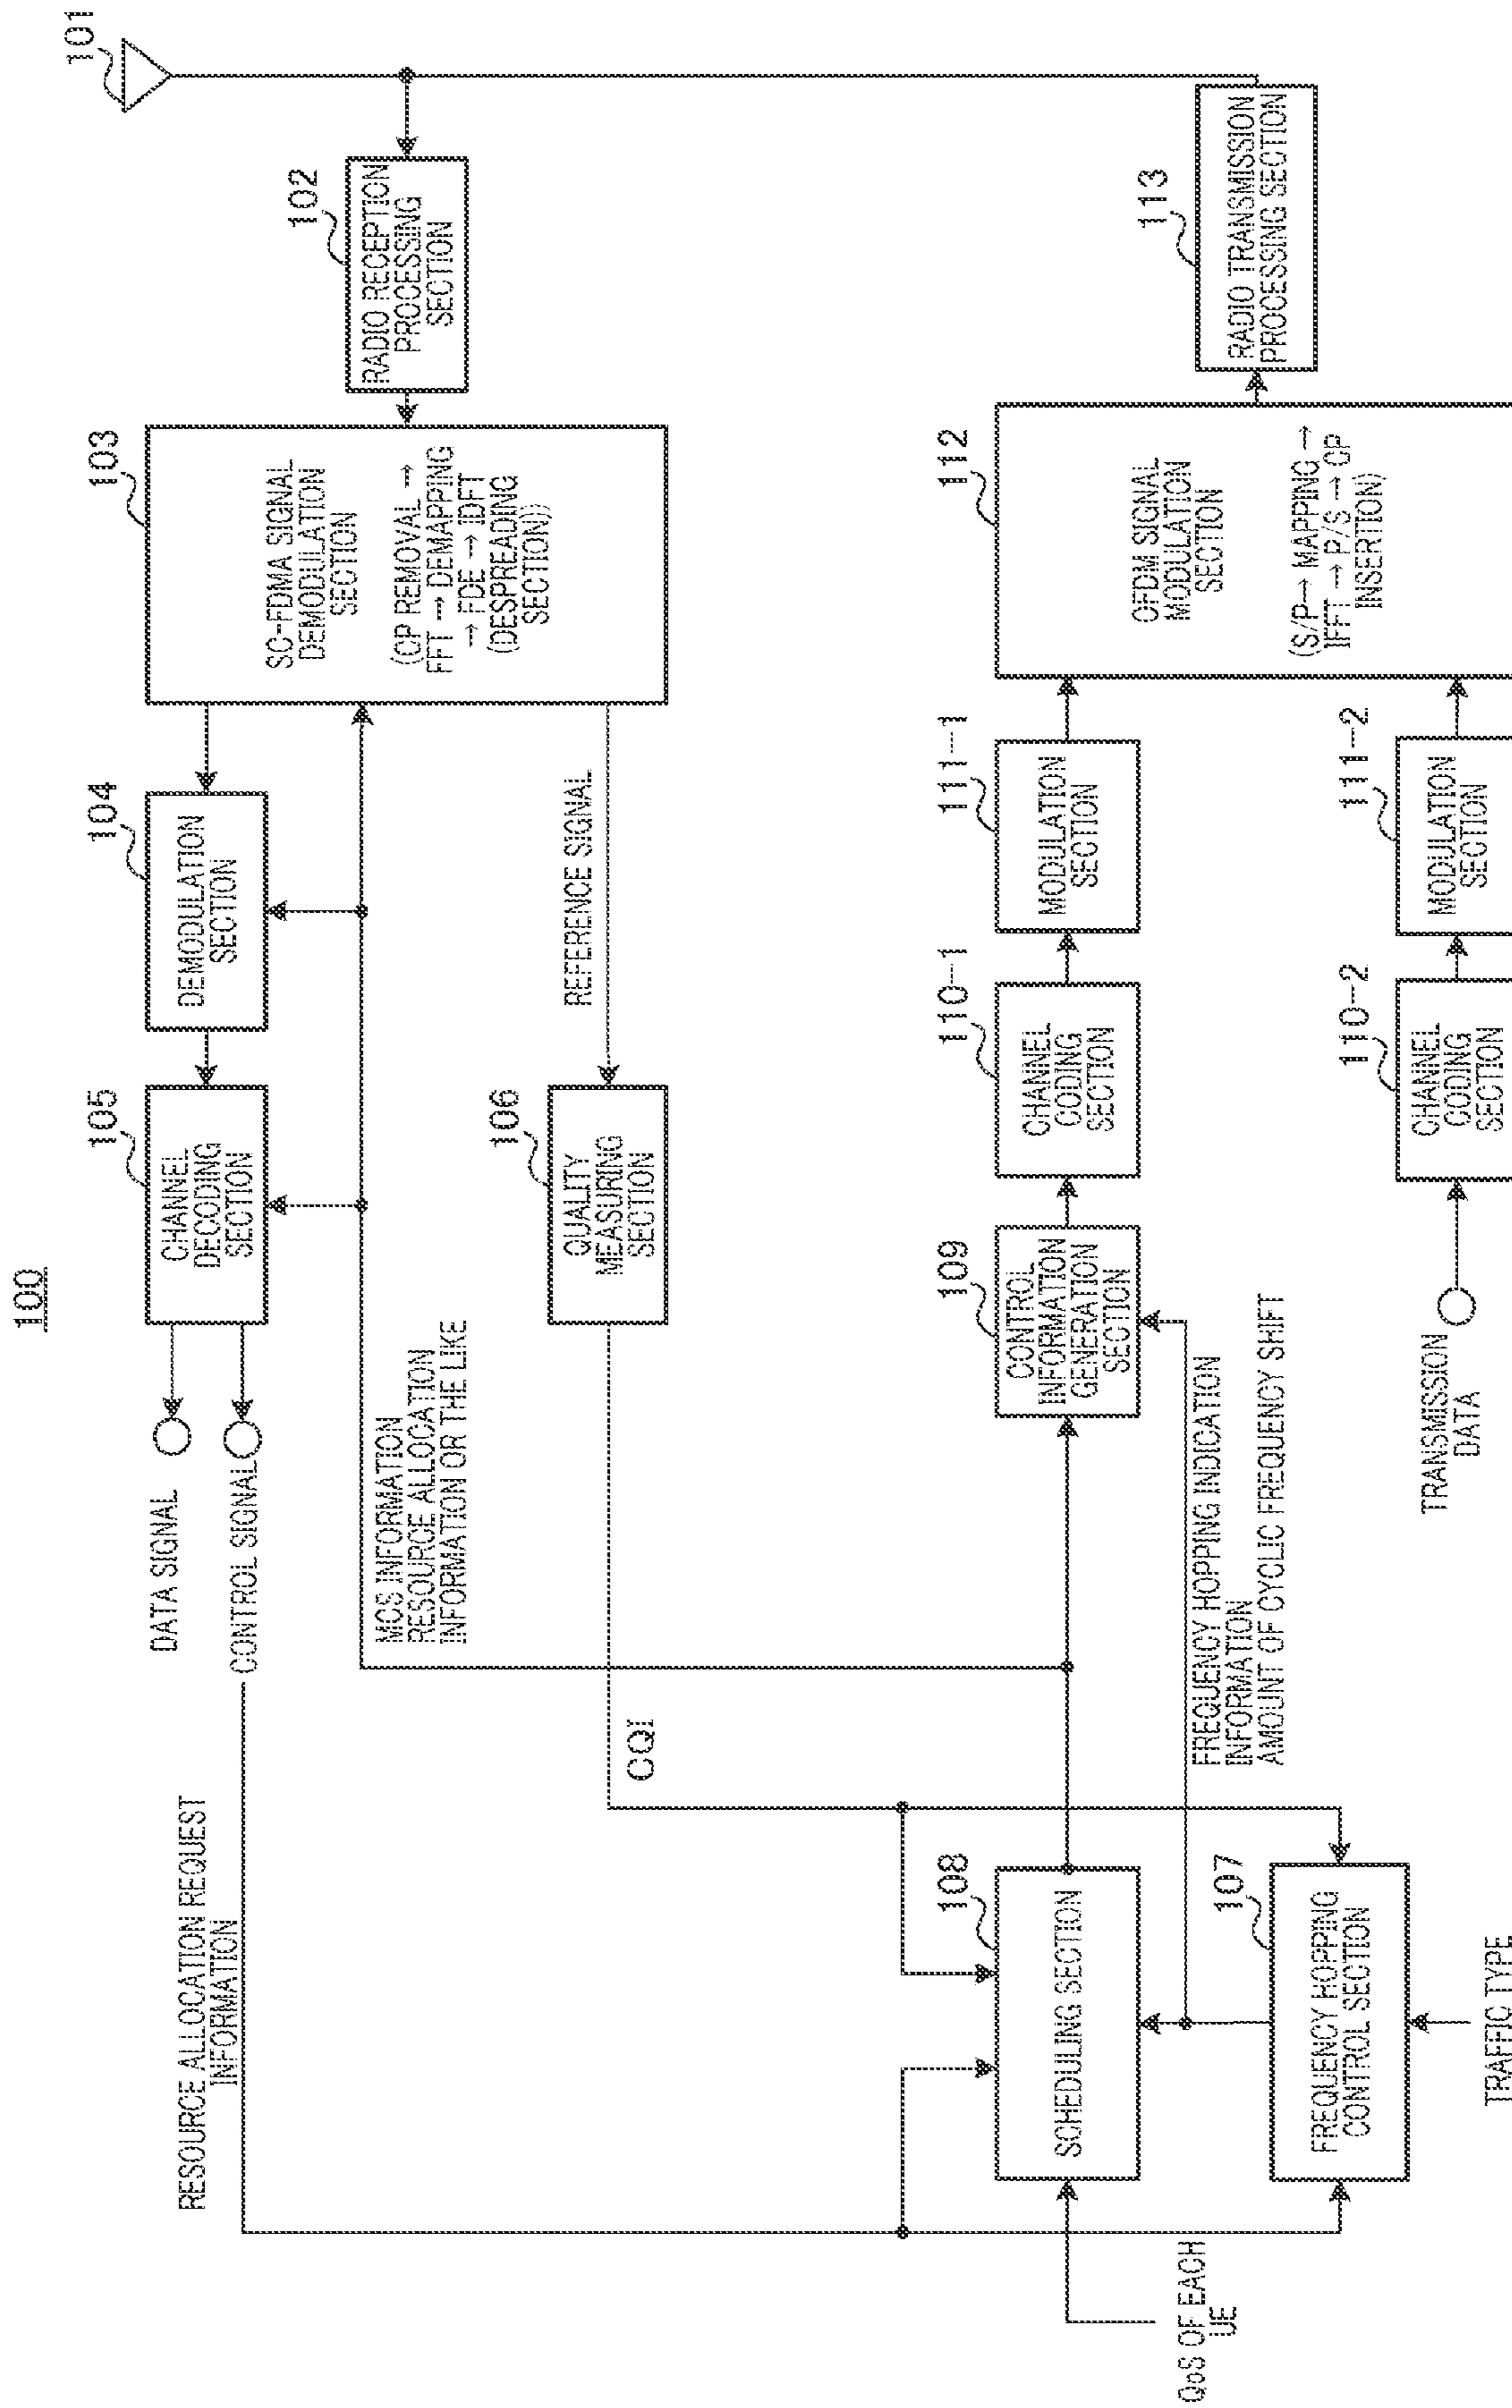 100
101
102
RADIO RECEPTION
PROCESSING
SECTION
103
SC-FDMA SIGNAL
DEMODULATION
SECTION
(CP REMOVAL →
FFT → DEMAPPING
→ FDE → IDFT
(DESPREADING
SECTION))
104
DEMODULATION
SECTION
105
CHANNEL
DECODING
SECTION
DATA SIGNAL
CONTROL SIGNAL
RESOURCE ALLOCATION REQUEST
INFORMATION
MCS INFORMATION
RESOURCE ALLOCATION
INFORMATION OR THE LIKE
REFERENCE SIGNAL
106
QUALITY
MEASURING
SECTION
CQI
108
SCHEDULING SECTION
QoS OF EACH
UE
107
FREQUENCY HOPPING
CONTROL SECTION
TRAFFIC TYPE
FREQUENCY HOPPING INDICATION
INFORMATION
AMOUNT OF CYCLIC FREQUENCY SHIFT
109
CONTROL
INFORMATION
GENERATION
SECTION
110-1
CHANNEL
CODING
SECTION
111-1
MODULATION
SECTION
TRANSMISSION
DATA
110-2
CHANNEL
CODING
SECTION
111-2
MODULATION
SECTION
112
OFDM SIGNAL
MODULATION
SECTION
(S/P→ MAPPING →
IFFT → P/S → CP
INSERTION)
113
RADIO TRANSMISSION
PROCESSING SECTION